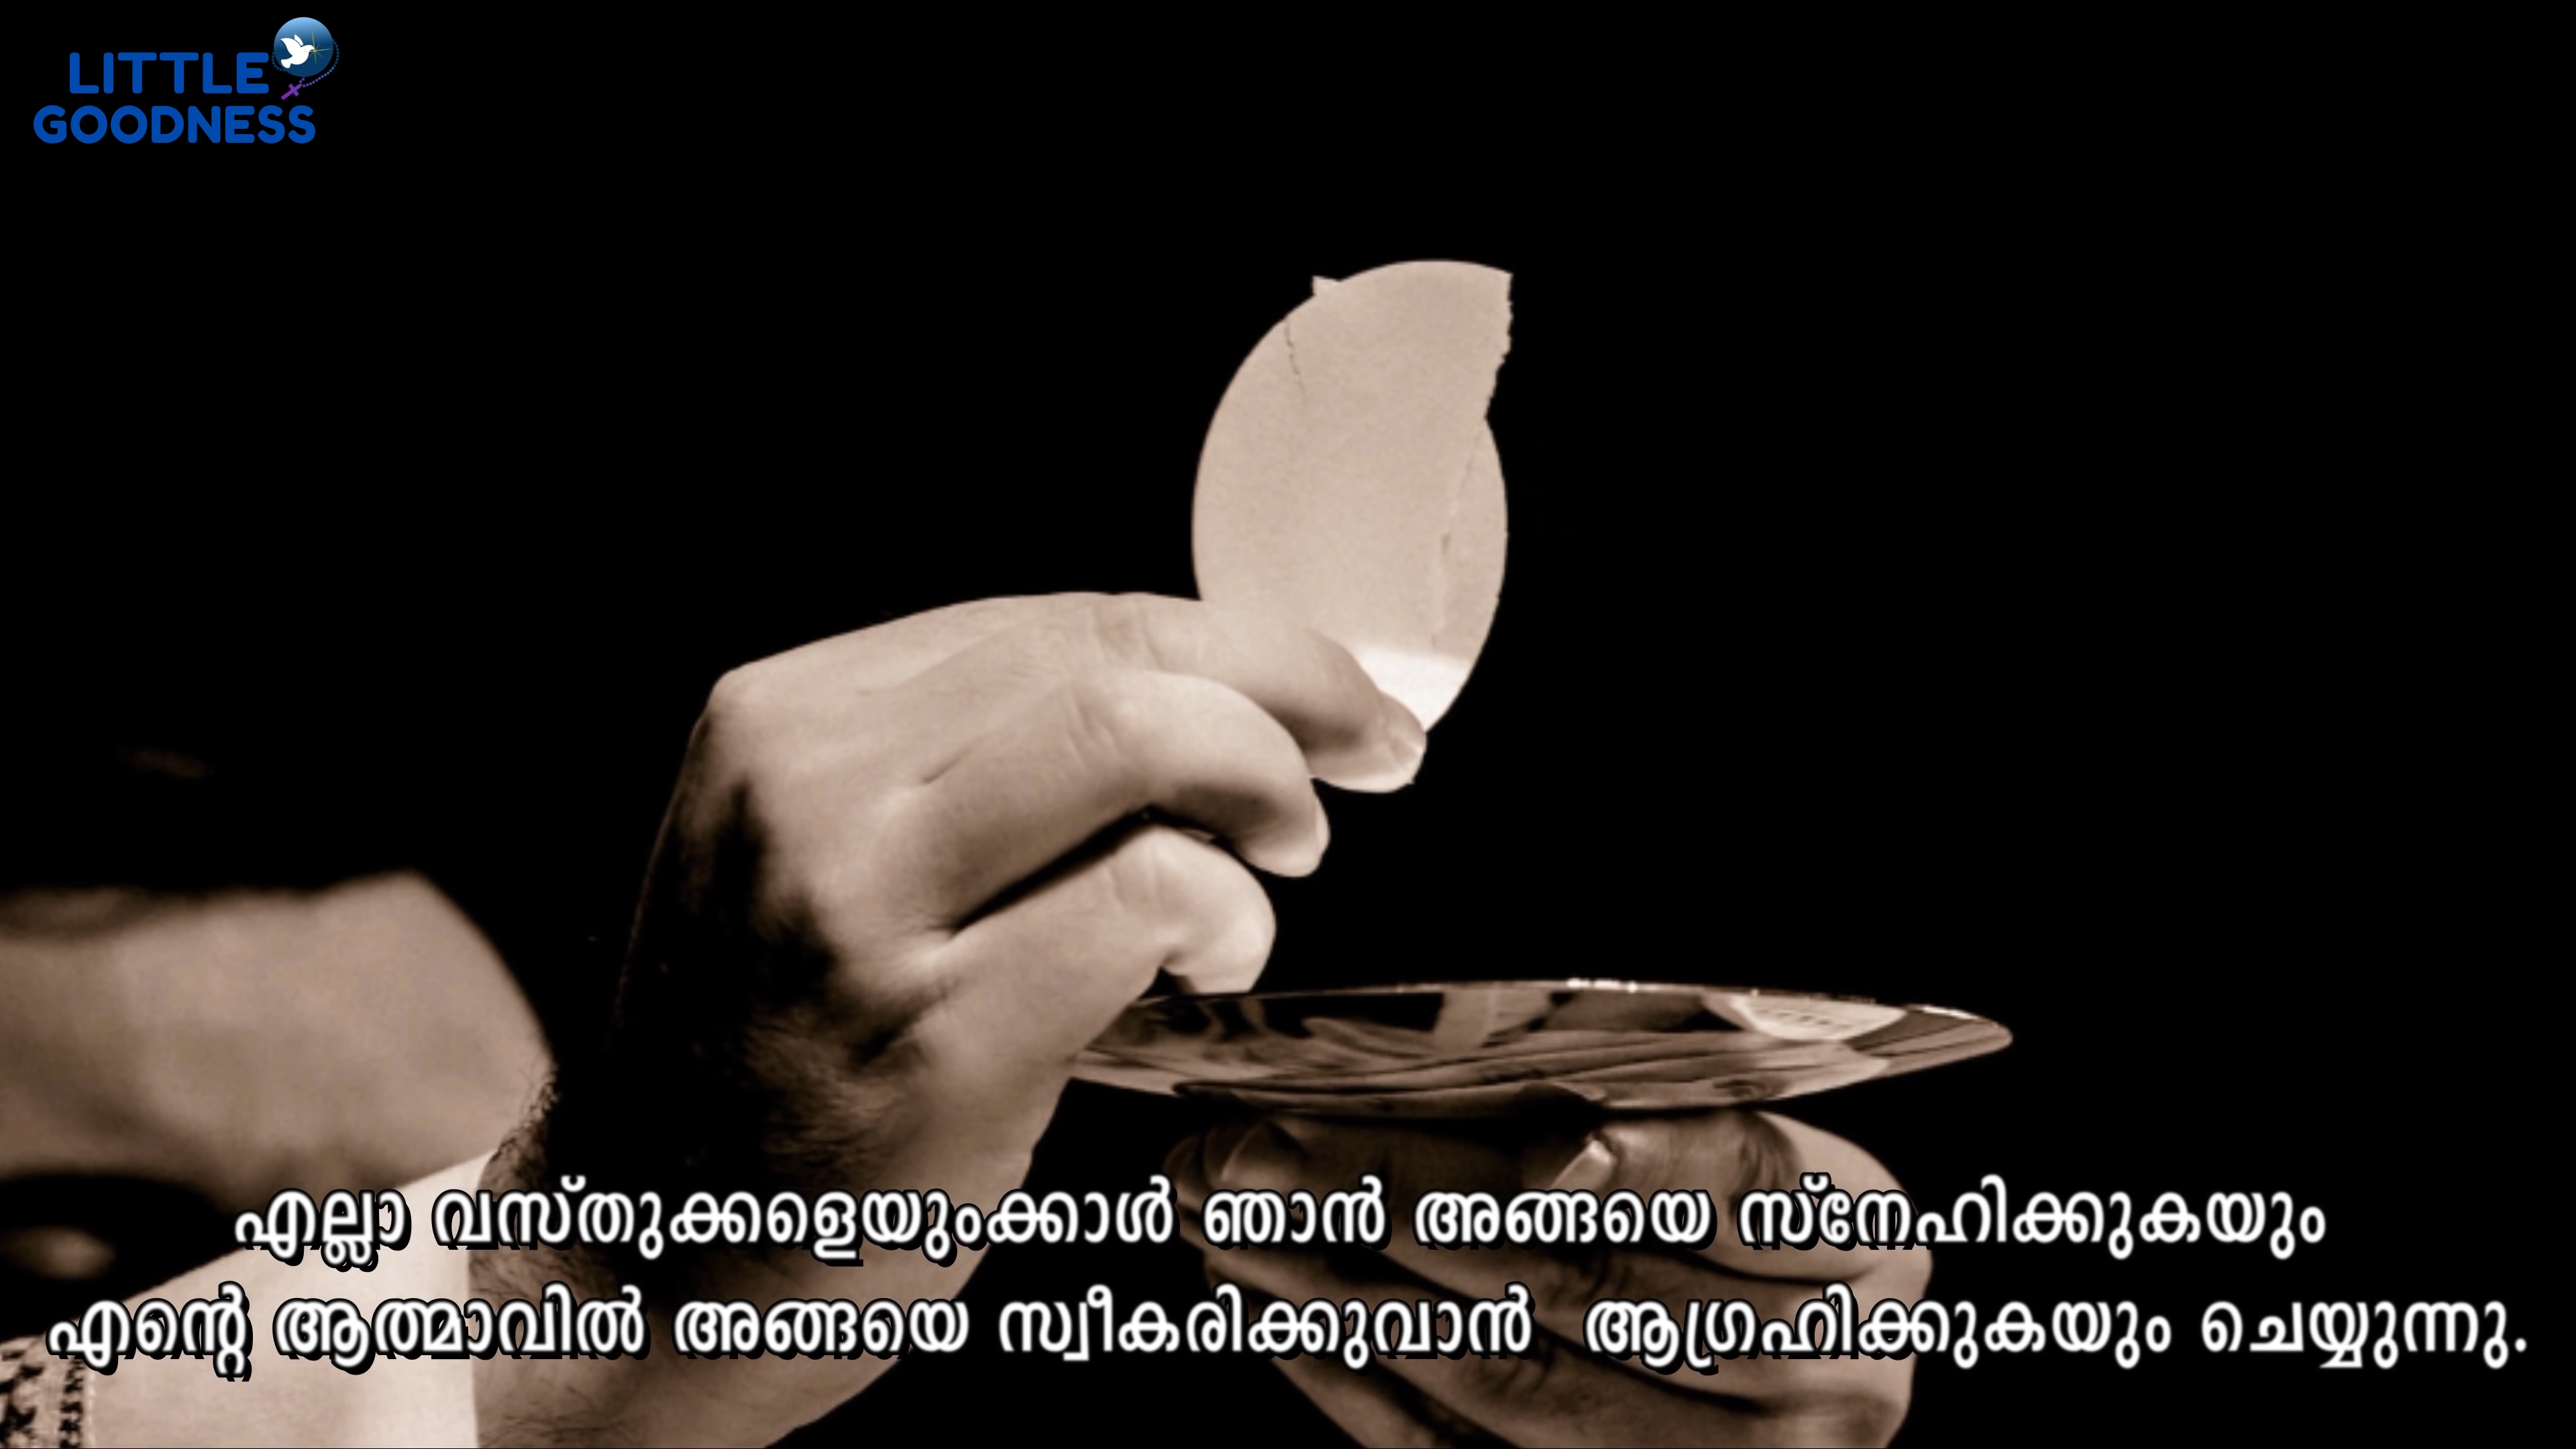 LITTLE
GOODNESS
എല്ലാ വസ്തുക്കളെയുംക്കാൾ ഞാൻ അങ്ങയെ സ്നേഹിക്കുകയും
എന്റെ ആത്മാവിൽ അങ്ങയെ സ്വീകരിക്കുവാൻ ആഗ്രഹിക്കുകയും ചെയ്യുന്നു.